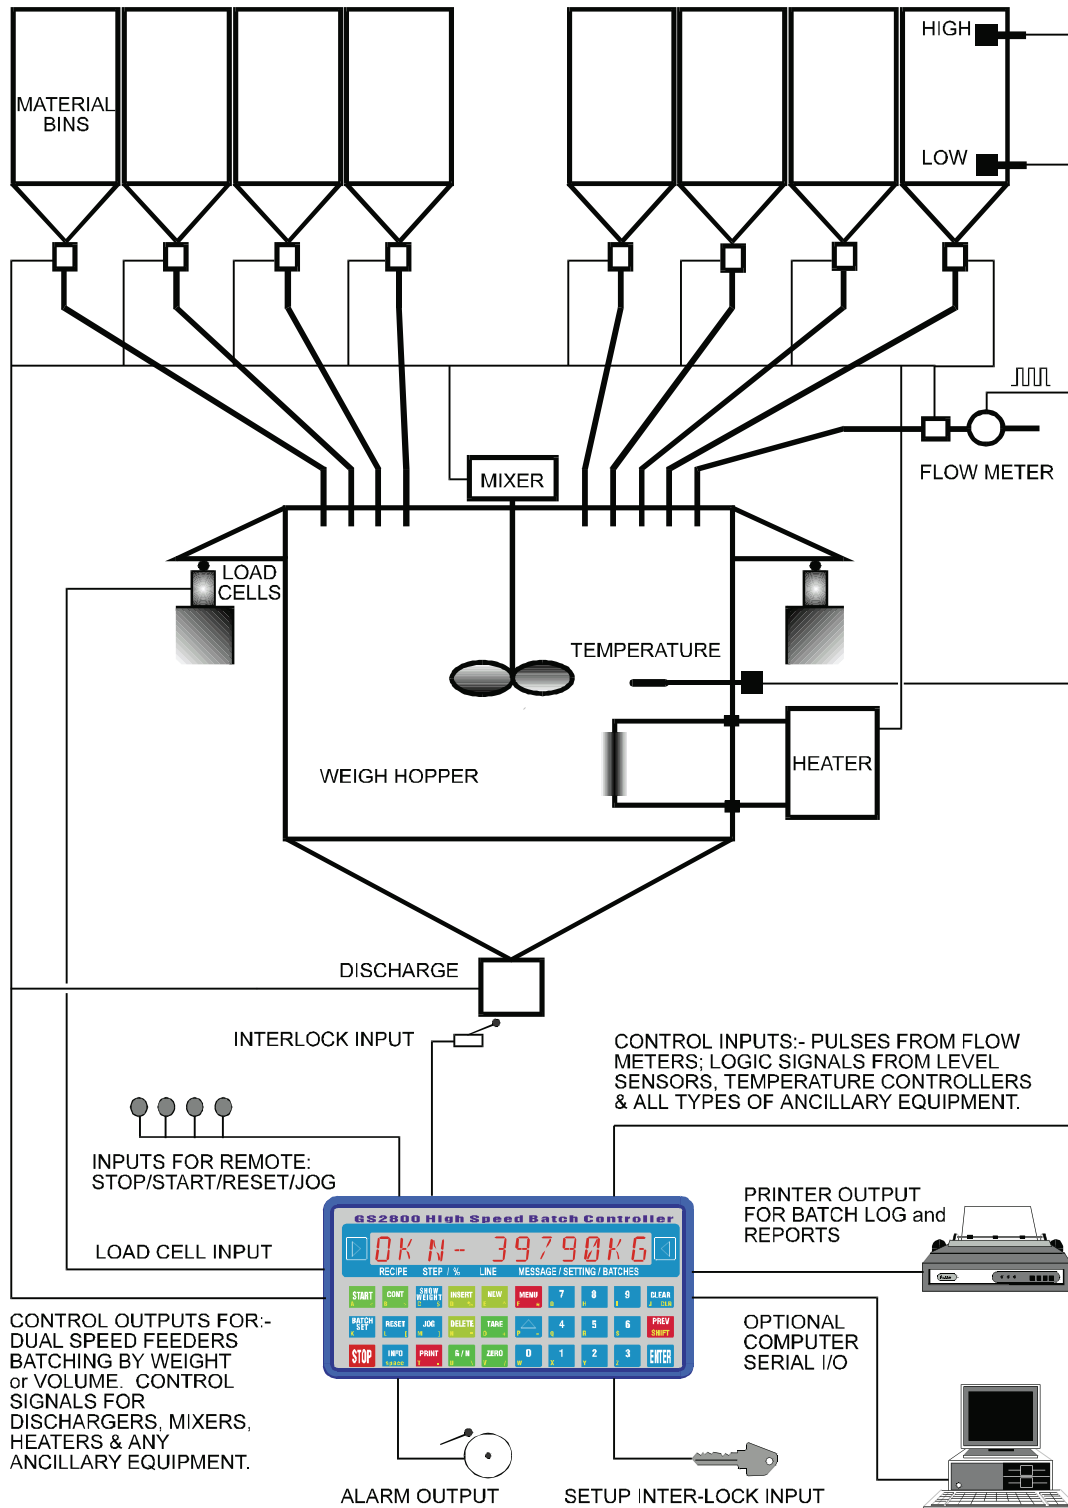 HIGH
MATERIAL
BINS
LOW
FLOW METER
MIXER
LOAD
CELLS
TEMPERATURE
WEIGH HOPPER
HEATER
DISCHARGE
INTERLOCK INPUT
CONTROL INPUTS:- PULSES FROM FLOW
METERS; LOGIC SIGNALS FROM LEVEL
SENSORS, TEMPERATURE CONTROLLERS
& ALL TYPES OF ANCILLARY EQUIPMENT.
INPUTS FOR REMOTE:
STOP/START/RESET/JOG
PRINTER OUTPUT
FOR BATCH LOG and
REPORTS
LOAD CELL INPUT
GS2800 High Speed Batch Controller
OK N- 39790KG
RECIPE STEP / % LINE MESSAGE / SETTING / BATCHES
START CONT SHOW WEIGHT INSERT NEW MENU 7 8 9 CLEAR
BATCH SET RESET JOG DELETE TARE 4 5 6 PREV SHIFT
STOP INFO PRINT G / N ZERO 0 1 2 3 ENTER
CONTROL OUTPUTS FOR:-
DUAL SPEED FEEDERS
BATCHING BY WEIGHT
or VOLUME. CONTROL
SIGNALS FOR
DISCHARGERS, MIXERS,
HEATERS & ANY
ANCILLARY EQUIPMENT.
OPTIONAL
COMPUTER
SERIAL I/O
ALARM OUTPUT
SETUP INTER-LOCK INPUT